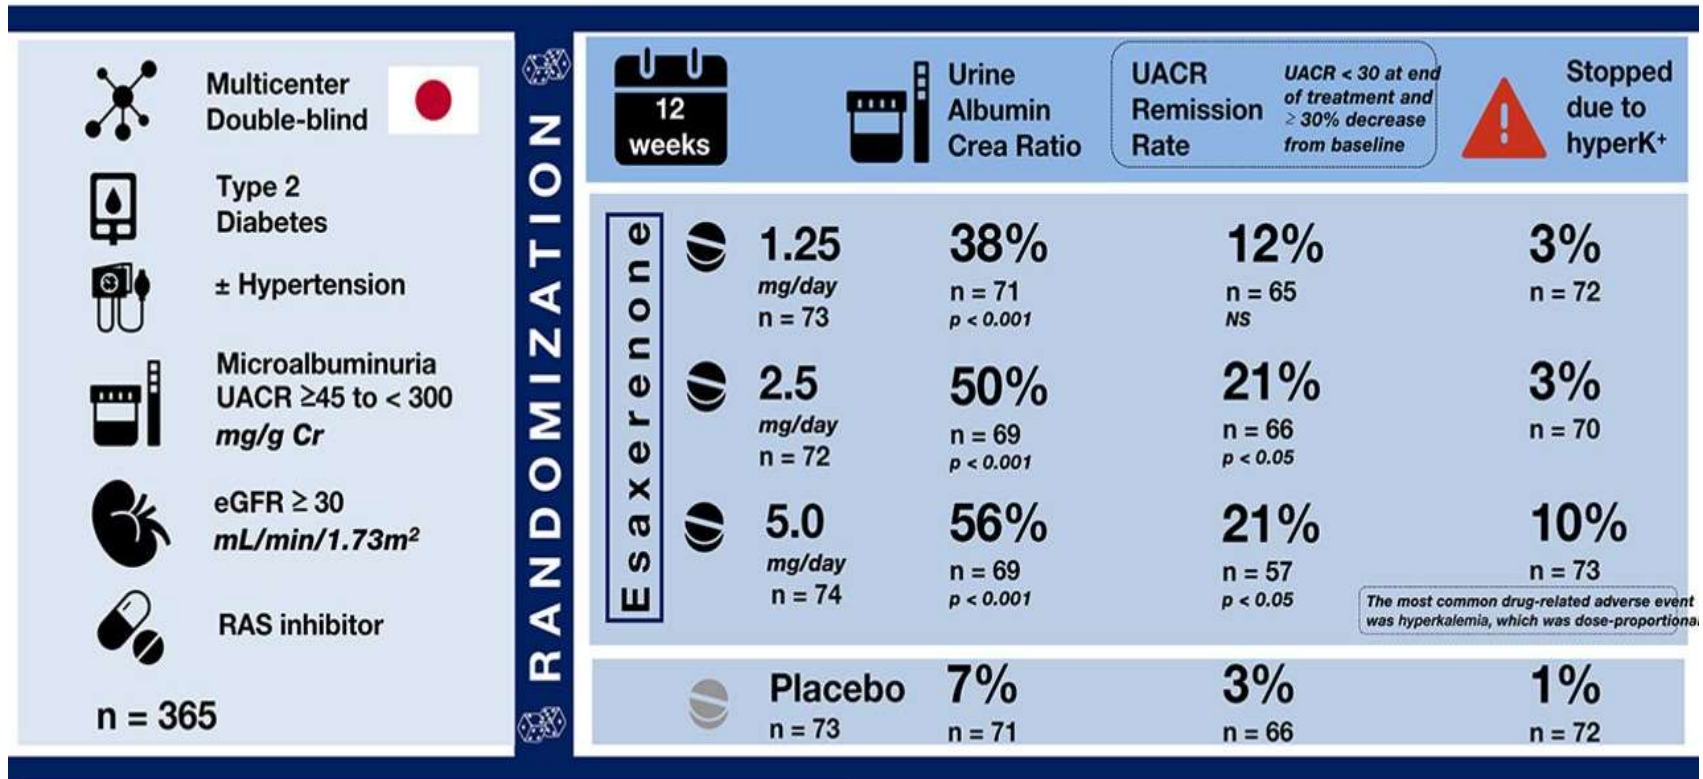 Multicenter
Double-blind
Type 2
Diabetes
± Hypertension
Microalbuminuria
UACR ≥45 to < 300
mg/g Cr
eGFR ≥ 30
mL/min/1.73m²
RAS inhibitor
n = 365
RANDOMIZATION
12
weeks
Urine
Albumin
Crea Ratio
UACR
Remission
Rate
UACR < 30 at end
of treatment and
≥ 30% decrease
from baseline
Stopped
due to
hyperK⁺
Esaxerenone
1.25 38% 12% 3%
mg/day n = 71 n = 65 n = 72
n = 73 p < 0.001 NS
2.5 50% 21% 3%
mg/day n = 69 n = 66 n = 70
n = 72 p < 0.001 p < 0.05
5.0 56% 21% 10%
mg/day n = 69 n = 57 n = 73
n = 74 p < 0.001 p < 0.05
The most common drug-related adverse event
was hyperkalemia, which was dose-proportional
Placebo 7% 3% 1%
n = 73 n = 71 n = 66 n = 72